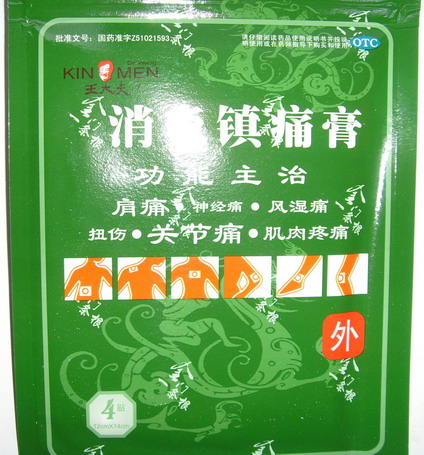 批准文号：国药准字Z51021593
请仔细阅读药品使用说明书并按说
明使用或在药师指导下购买和使用
OTC
Dr.Wang
KIN MEN
王大夫
消炎镇痛膏
功能主治
肩痛·神经痛·风湿痛
扭伤·关节痛·肌肉疼痛
外
4贴
12cmX14cm